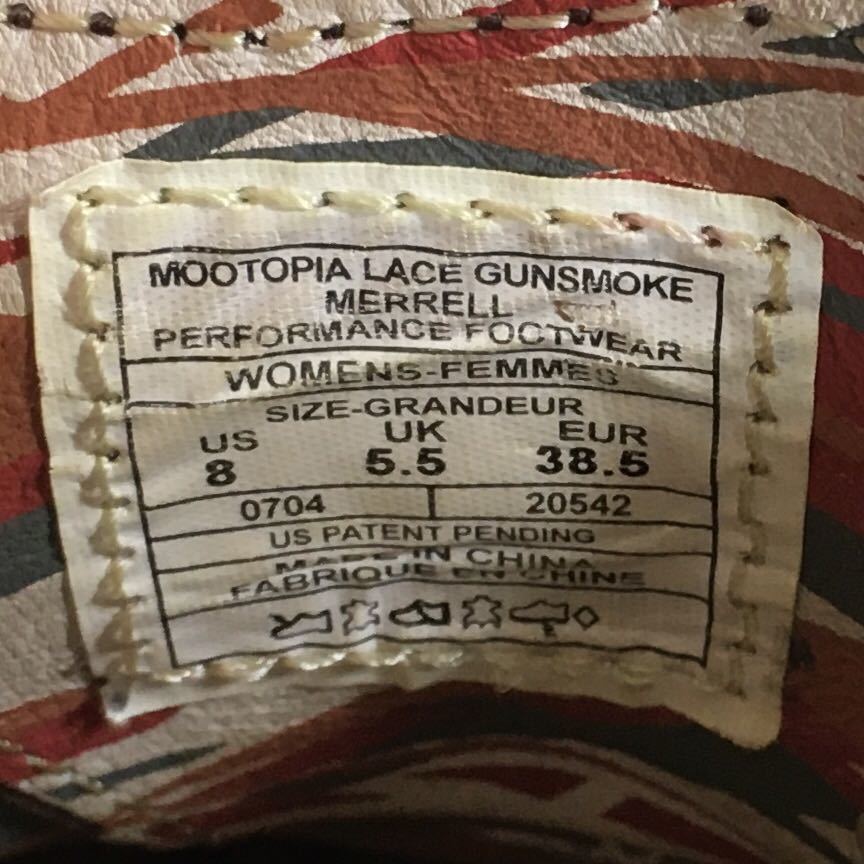 MOOTOPIA LACE GUNSMOKE
MERRELL
PERFORMANCE FOOTWEAR
WOMENS-FEMMES
SIZE-GRANDEUR
US UK EUR
8 5.5 38.5
0704 20542
US PATENT PENDING
MADE IN CHINA
FABRIQUE EN CHINE